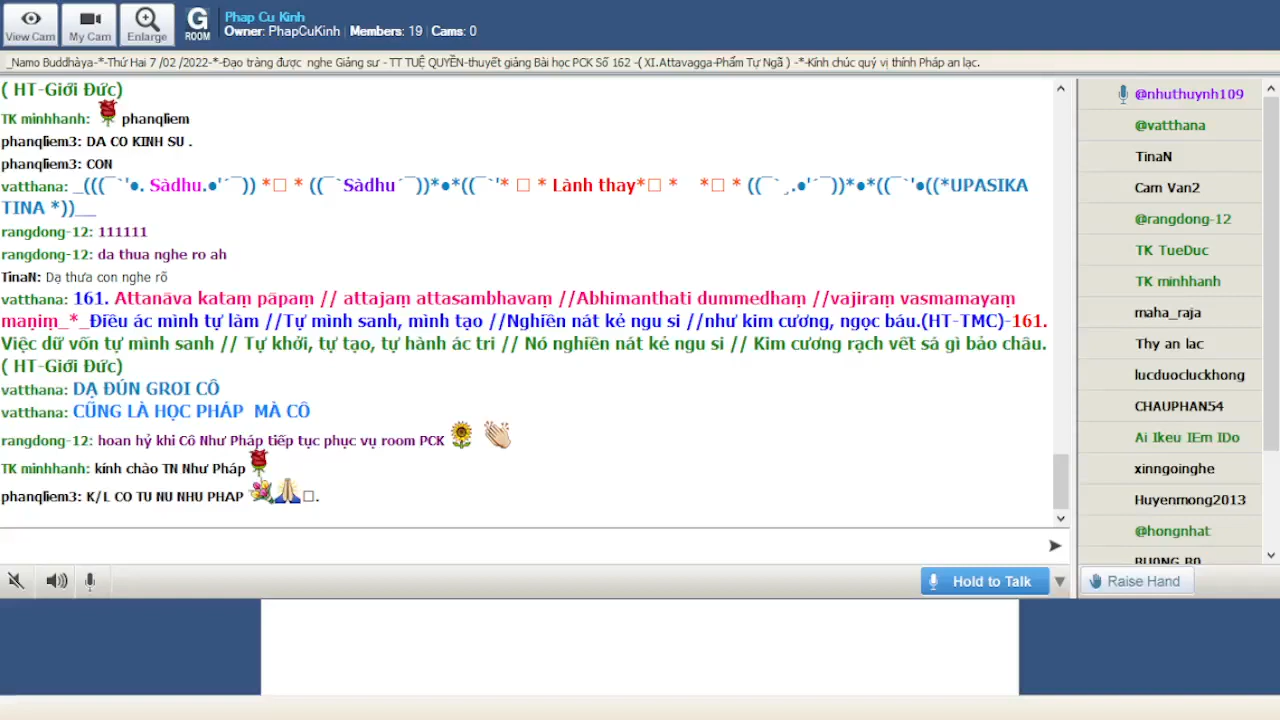 Phap Cu Kinh
Owner: PhapCuKinh | Members: 19 | Cams: 0
View Cam
My Cam
Enlarge
G
ROOM
_Namo Buddhàya-*-Thứ Hai 7 /02 /2022-*-Đạo tràng được nghe Giảng sư - TT TUỆ QUYỀN-thuyết giảng Bài học PCK Số 162 -( XI.Attavagga-Phẩm Tự Ngã ) -*-Kính chúc quý vị thính Pháp an lạc.
( HT-Giới Đức)
TK minhhanh: phanqliem
phanqliem3: DA CO KINH SU .
phanqliem3: CON
vatthana: _(((¯`'●. Sàdhu.●'´¯)) *□ * ((¯`Sàdhu´¯))*●*((¯`'* □ * Lành thay*□ * *□ * ((¯`¸.●'´¯))*●*((¯`'●((*UPASIKA
TINA *))__
rangdong-12: 111111
rangdong-12: da thua nghe ro ah
TinaN: Dạ thưa con nghe rõ
vatthana: 161. Attanāva kataṃ pāpaṃ // attajaṃ attasambhavaṃ //Abhimanthati dummedhaṃ //vajiraṃ vasmamayaṃ
maṇiṃ_*_Điều ác mình tự làm //Tự mình sanh, mình tạo //Nghiền nát kẻ ngu si //như kim cương, ngọc báu.(HT-TMC)-161.
Việc dữ vốn tự mình sanh // Tự khởi, tự tạo, tự hành ác tri // Nó nghiền nát kẻ ngu si // Kim cương rạch vết sá gì bảo châu.
( HT-Giới Đức)
vatthana: DẠ ĐÚN GROI CÔ
vatthana: CŨNG LÀ HỌC PHÁP MÀ CÔ
rangdong-12: hoan hỷ khi Cô Như Pháp tiếp tục phục vụ room PCK
TK minhhanh: kính chào TN Như Pháp
phanqliem3: K/L CO TU NU NHU PHAP □.
Hold to Talk
@nhuthuynh109
@vatthana
TinaN
Cam Van2
@rangdong-12
TK TueDuc
TK minhhanh
maha_raja
Thy an lac
lucduocluckhong
CHAUPHAN54
Ai lkeu IEm IDo
xinngoinghe
Huyenmong2013
@hongnhat
Raise Hand